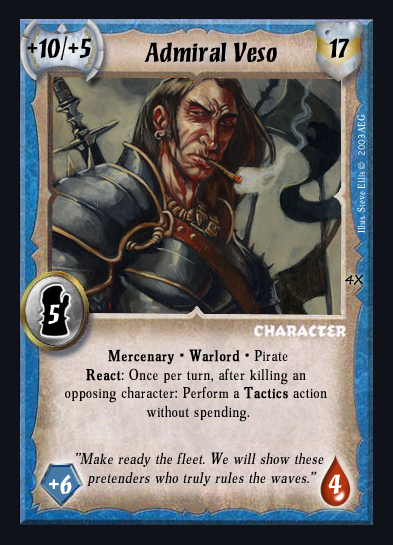 +10/+5
Admiral Veso
17
Illus. Steve Ellis © 2003 AEG
4X
5
CHARACTER
Mercenary • Warlord • Pirate
React: Once per turn, after killing an
opposing character: Perform a Tactics action
without spending.
"Make ready the fleet. We will show these
pretenders who truly rules the waves."
+6
4